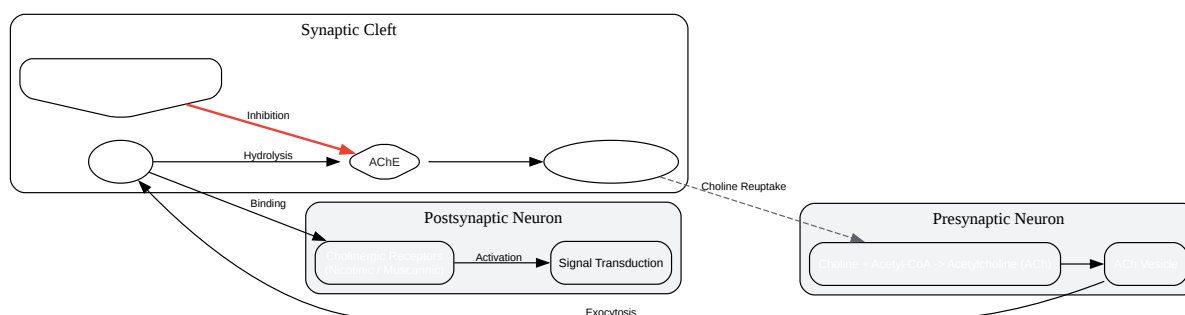 Synaptic Cleft
Inhibition
Hydrolysis
AChE
Choline Reuptake
Binding
Postsynaptic Neuron
Presynaptic Neuron
Cholinergic Receptors
(Nicotinic / Muscarinic)
Activation
Signal Transduction
Choline + Acetyl-CoA -> Acetylcholine (ACh)
ACh Vesicle
Exocytosis